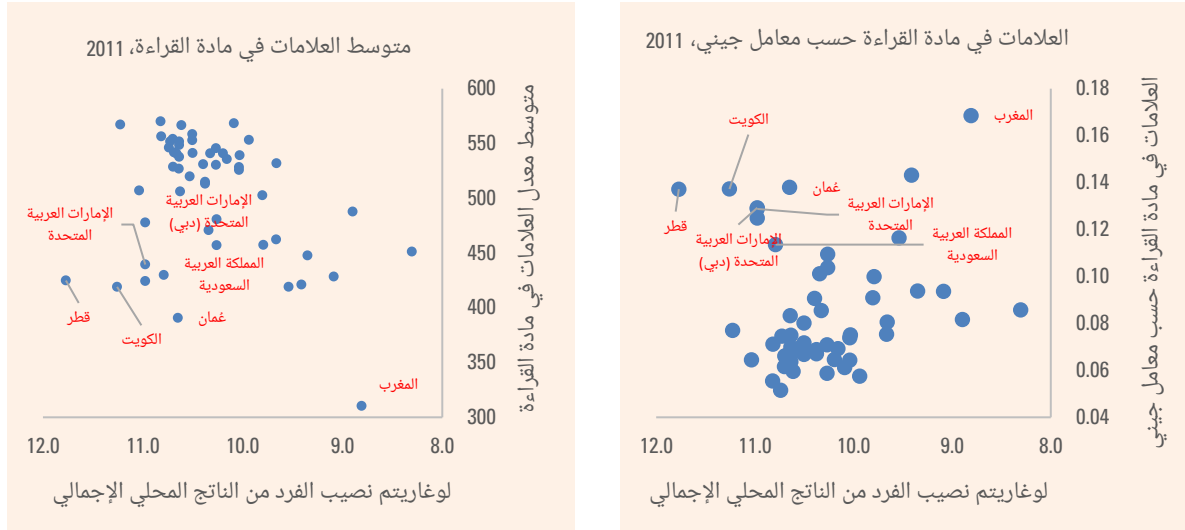 العلامات في مادة القراءة حسب معامل جيني، 2011
العلامات في مادة القراءة حسب معامل جيني
0.18
0.16
0.14
0.12
0.10
0.08
0.06
0.04
المغرب
الكويت
عُمان
قطر
الإمارات العربية
المتحدة
الإمارات العربية
المتحدة (دبي)
المملكة العربية
السعودية
12.0 11.0 10.0 9.0 8.0
لوغاريتم نصيب الفرد من الناتج المحلي الإجمالي
متوسط العلامات في مادة القراءة، 2011
متوسط معدل العلامات في مادة القراءة
600
550
500
450
400
350
300
الإمارات العربية
المتحدة (دبي)
الإمارات العربية
المتحدة
المملكة العربية
السعودية
قطر
الكويت
عُمان
المغرب
12.0 11.0 10.0 9.0 8.0
لوغاريتم نصيب الفرد من الناتج المحلي الإجمالي